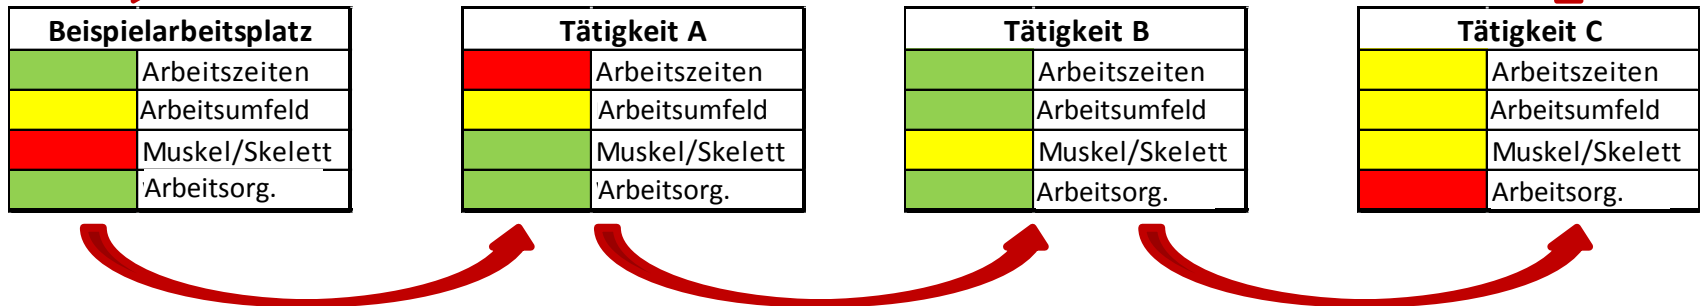 Beispielarbeitsplatz
Arbeitszeiten
Arbeitsumfeld
Muskel/Skelett
Arbeitsorg.
Tätigkeit A
Arbeitszeiten
Arbeitsumfeld
Muskel/Skelett
Arbeitsorg.
Tätigkeit B
Arbeitszeiten
Arbeitsumfeld
Muskel/Skelett
Arbeitsorg.
Tätigkeit C
Arbeitszeiten
Arbeitsumfeld
Muskel/Skelett
Arbeitsorg.